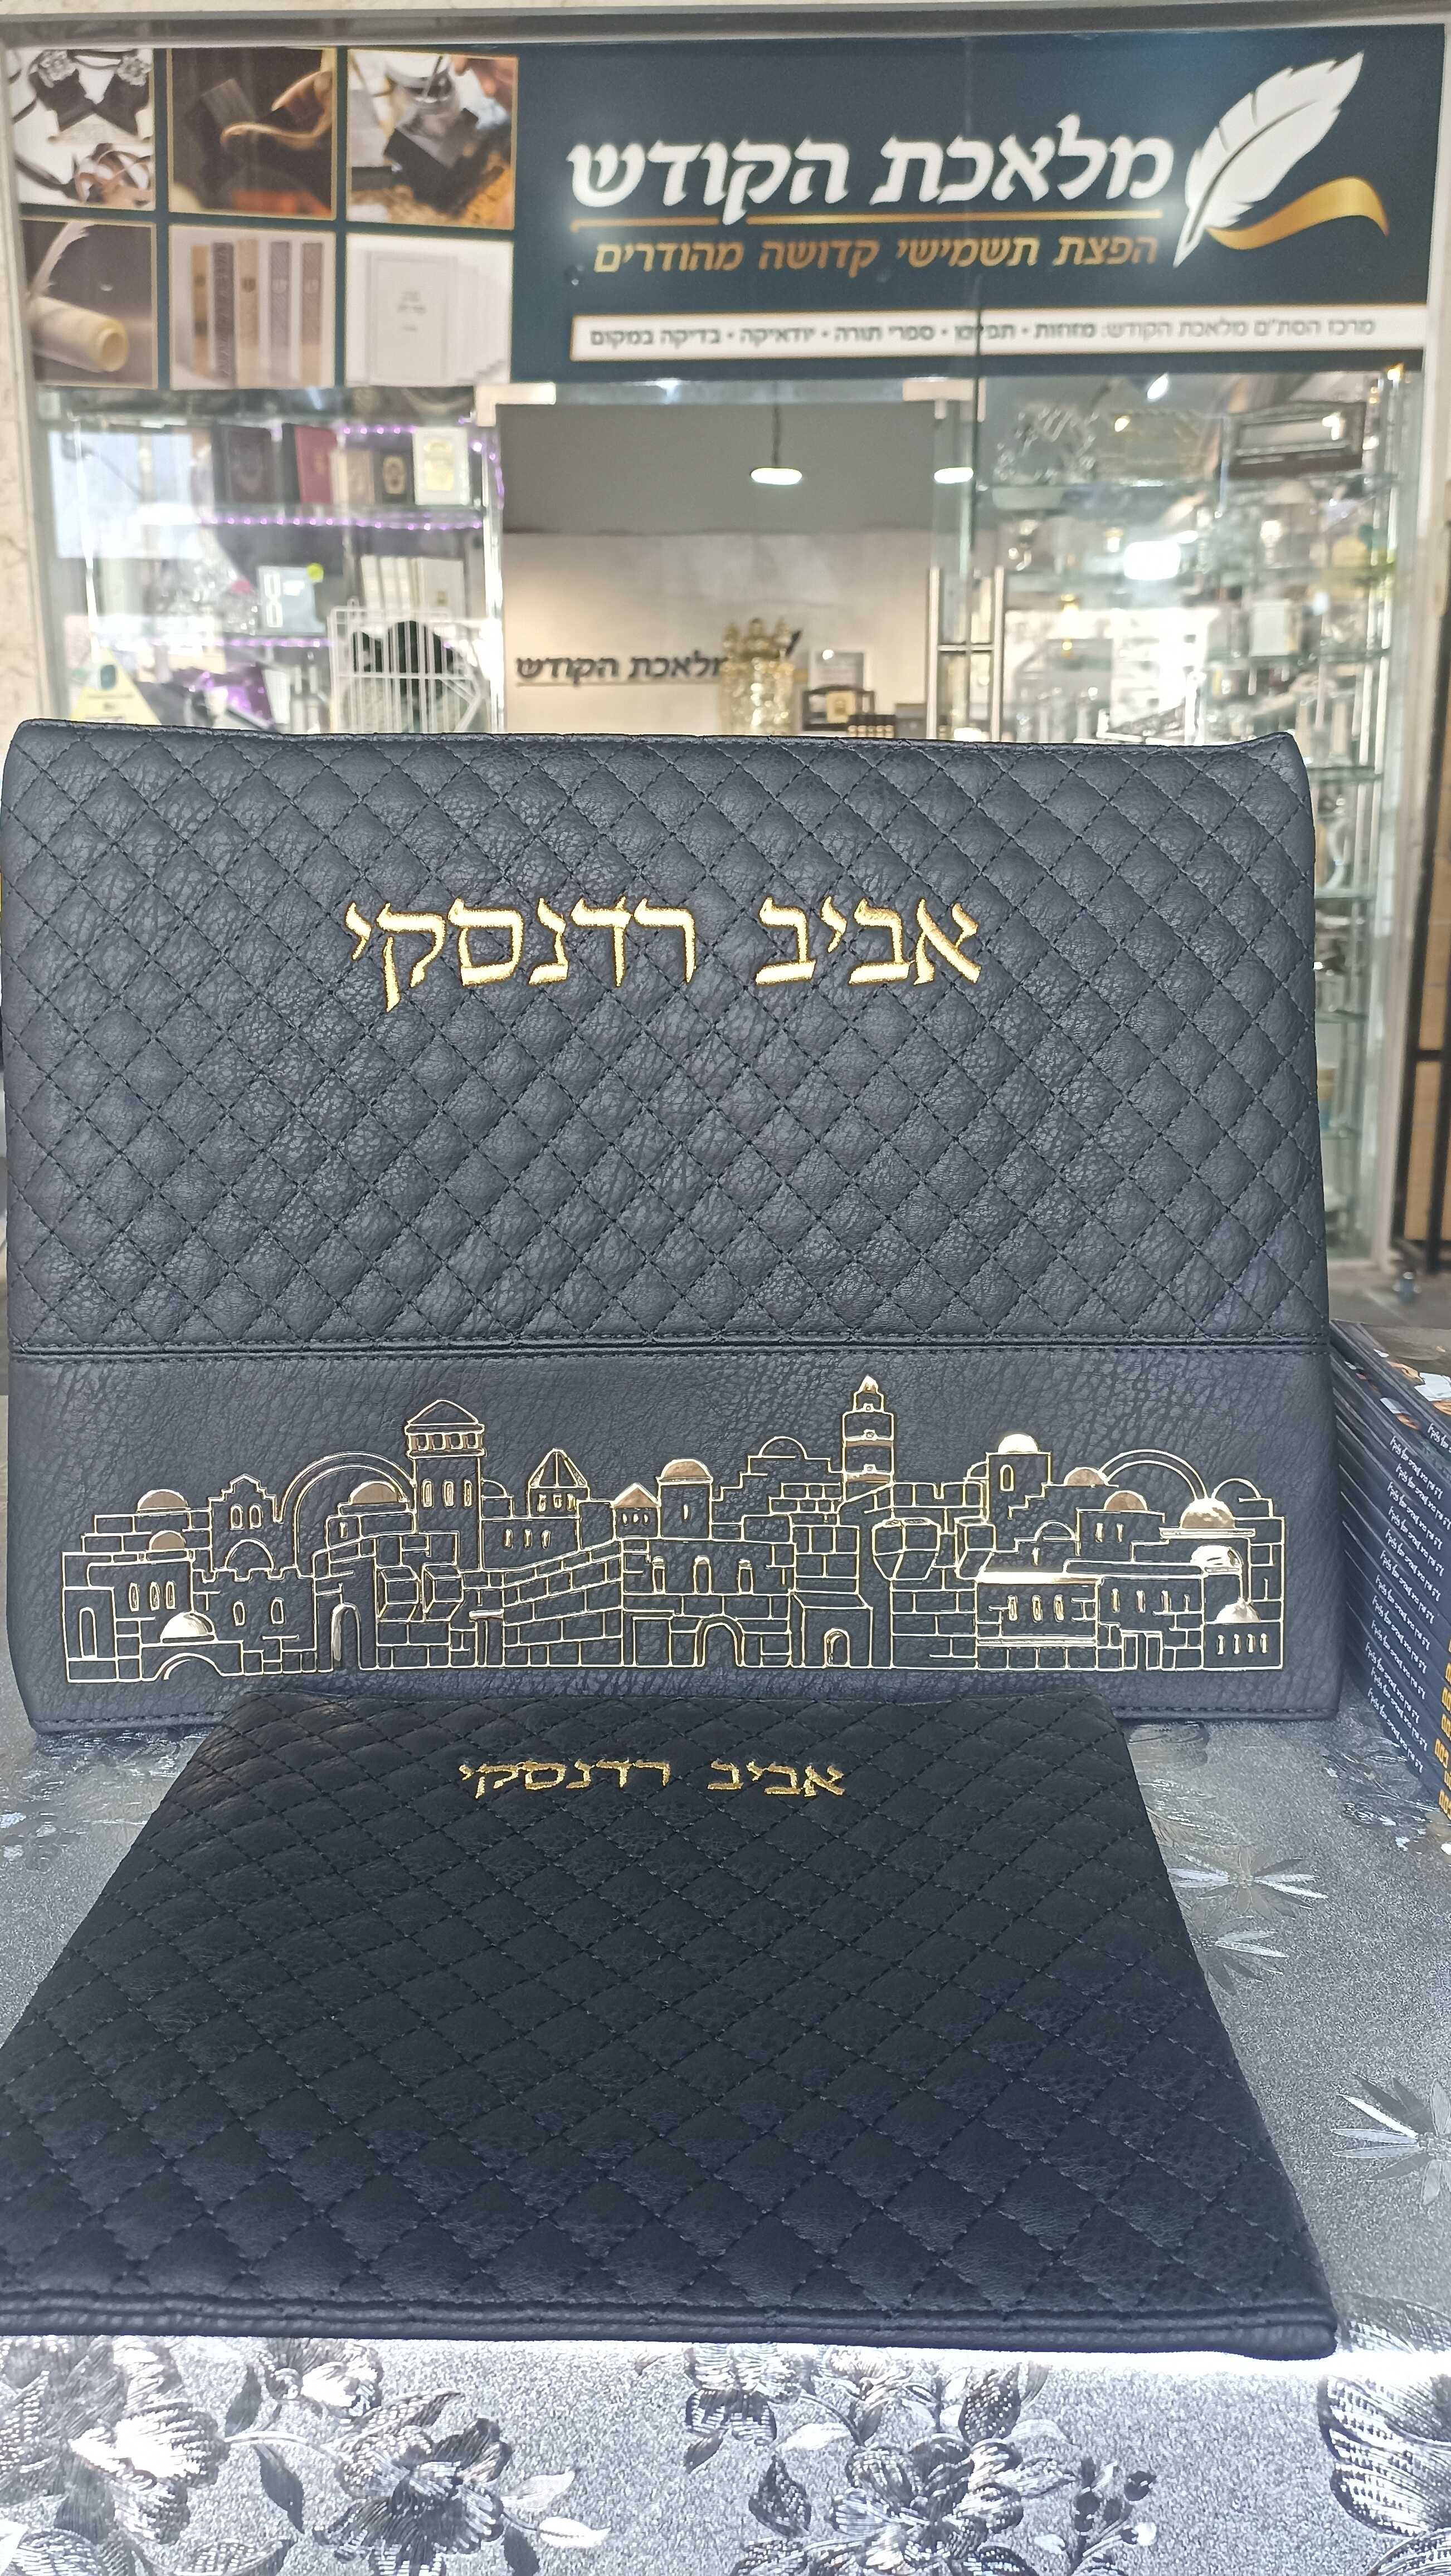 מלאכת הקודש
הפצת תשמישי קדושה מהודרים
מרכז הסת"ם מלאכת הקודש: מזוזות • תפילין • ספרי תורה • יודאיקה • בדיקה במקום
מלאכת הקודש
אביב רדנסקי
אביב רדנסקי